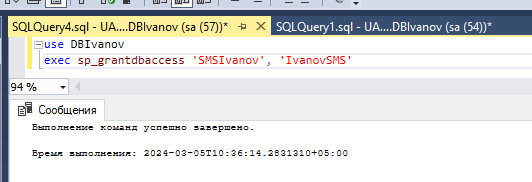 SQLQuery4.sql - UA....DBIvanov (sa (57))*
SQLQuery1.sql - UA....DBIvanov (sa (54))*
use DBIvanov
exec sp_grantdbaccess 'SMSIvanov', 'IvanovSMS'
94 %
Сообщения
Выполнение команд успешно завершено.
Время выполнения: 2024-03-05T10:36:14.2831310+05:00